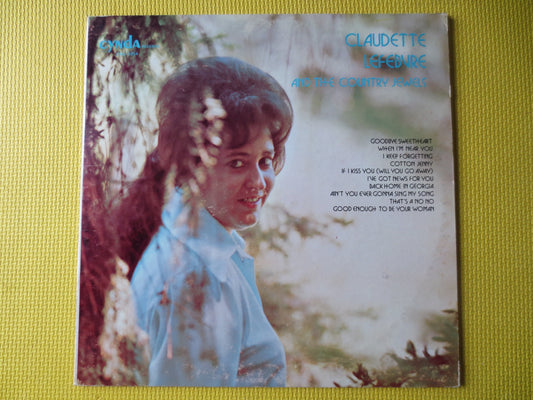 CYNDA
CLAUDETTE
LEFEBVRE
AND THE COUNTRY JEWELS
GOODBYE SWEETHEART
WHEN I'M NEAR YOU
I KEEP FORGETTING
COTTON JENNY
IF I KISS YOU (WILL YOU GO AWAY)
I'VE GOT NEWS FOR YOU
BACK HOME IN GEORGIA
AIN'T YOU EVER GONNA SING MY SONG
THAT'S A NO NO
GOOD ENOUGH TO BE YOUR WOMAN